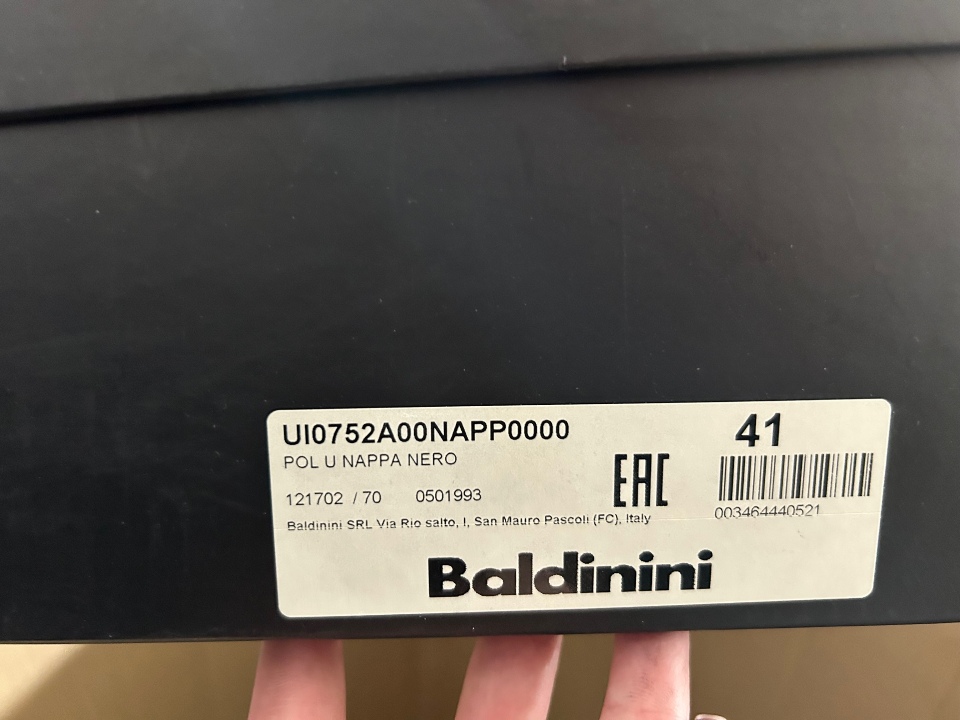 UI0752A00NAPP0000 41
POL U NAPPA NERO
EAC
121702 / 70 0501993
003464440521
Baldinini SRL Via Rio salto, I, San Mauro Pascoli (FC), Italy
Baldinini